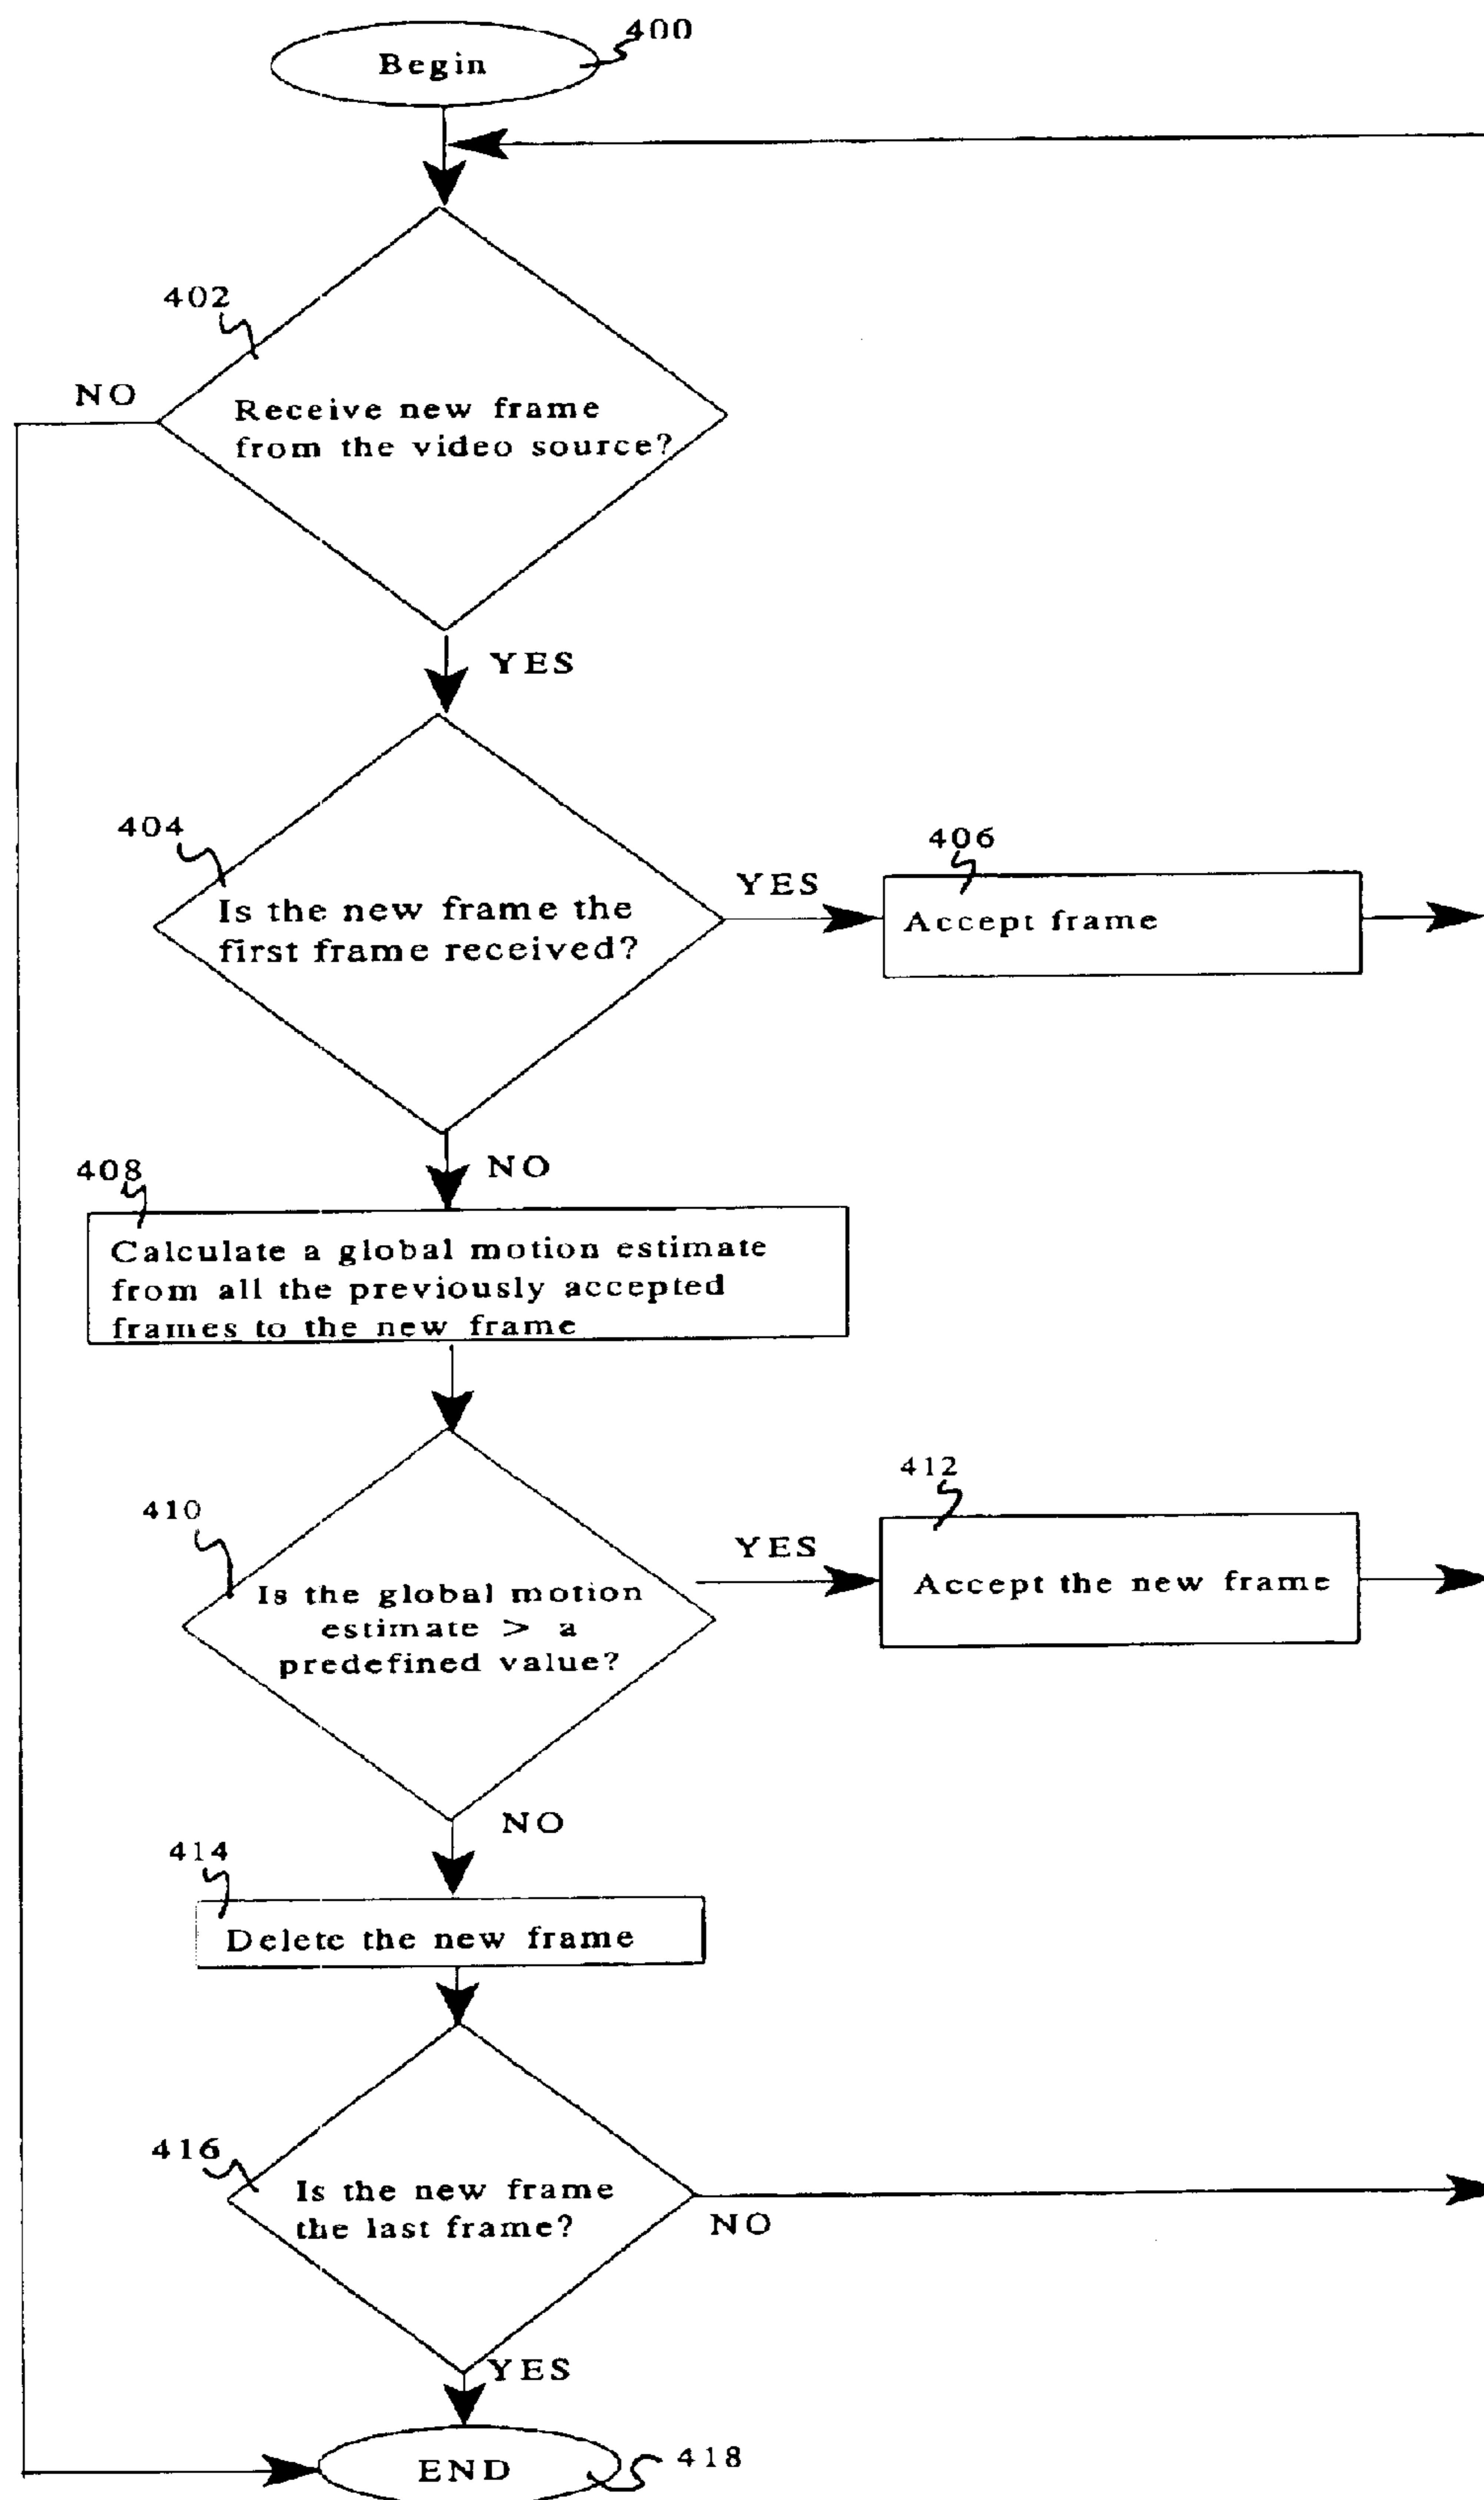 400
Begin
402
NO
Receive new frame
from the video source?
YES
404
406
YES
Is the new frame the
first frame received?
Accept frame
NO
408
Calculate a global motion estimate
from all the previously accepted
frames to the new frame
412
410
YES
Is the global motion
estimate > a
predefined value?
Accept the new frame
NO
414
Delete the new frame
416
Is the new frame
the last frame?
NO
YES
END
418